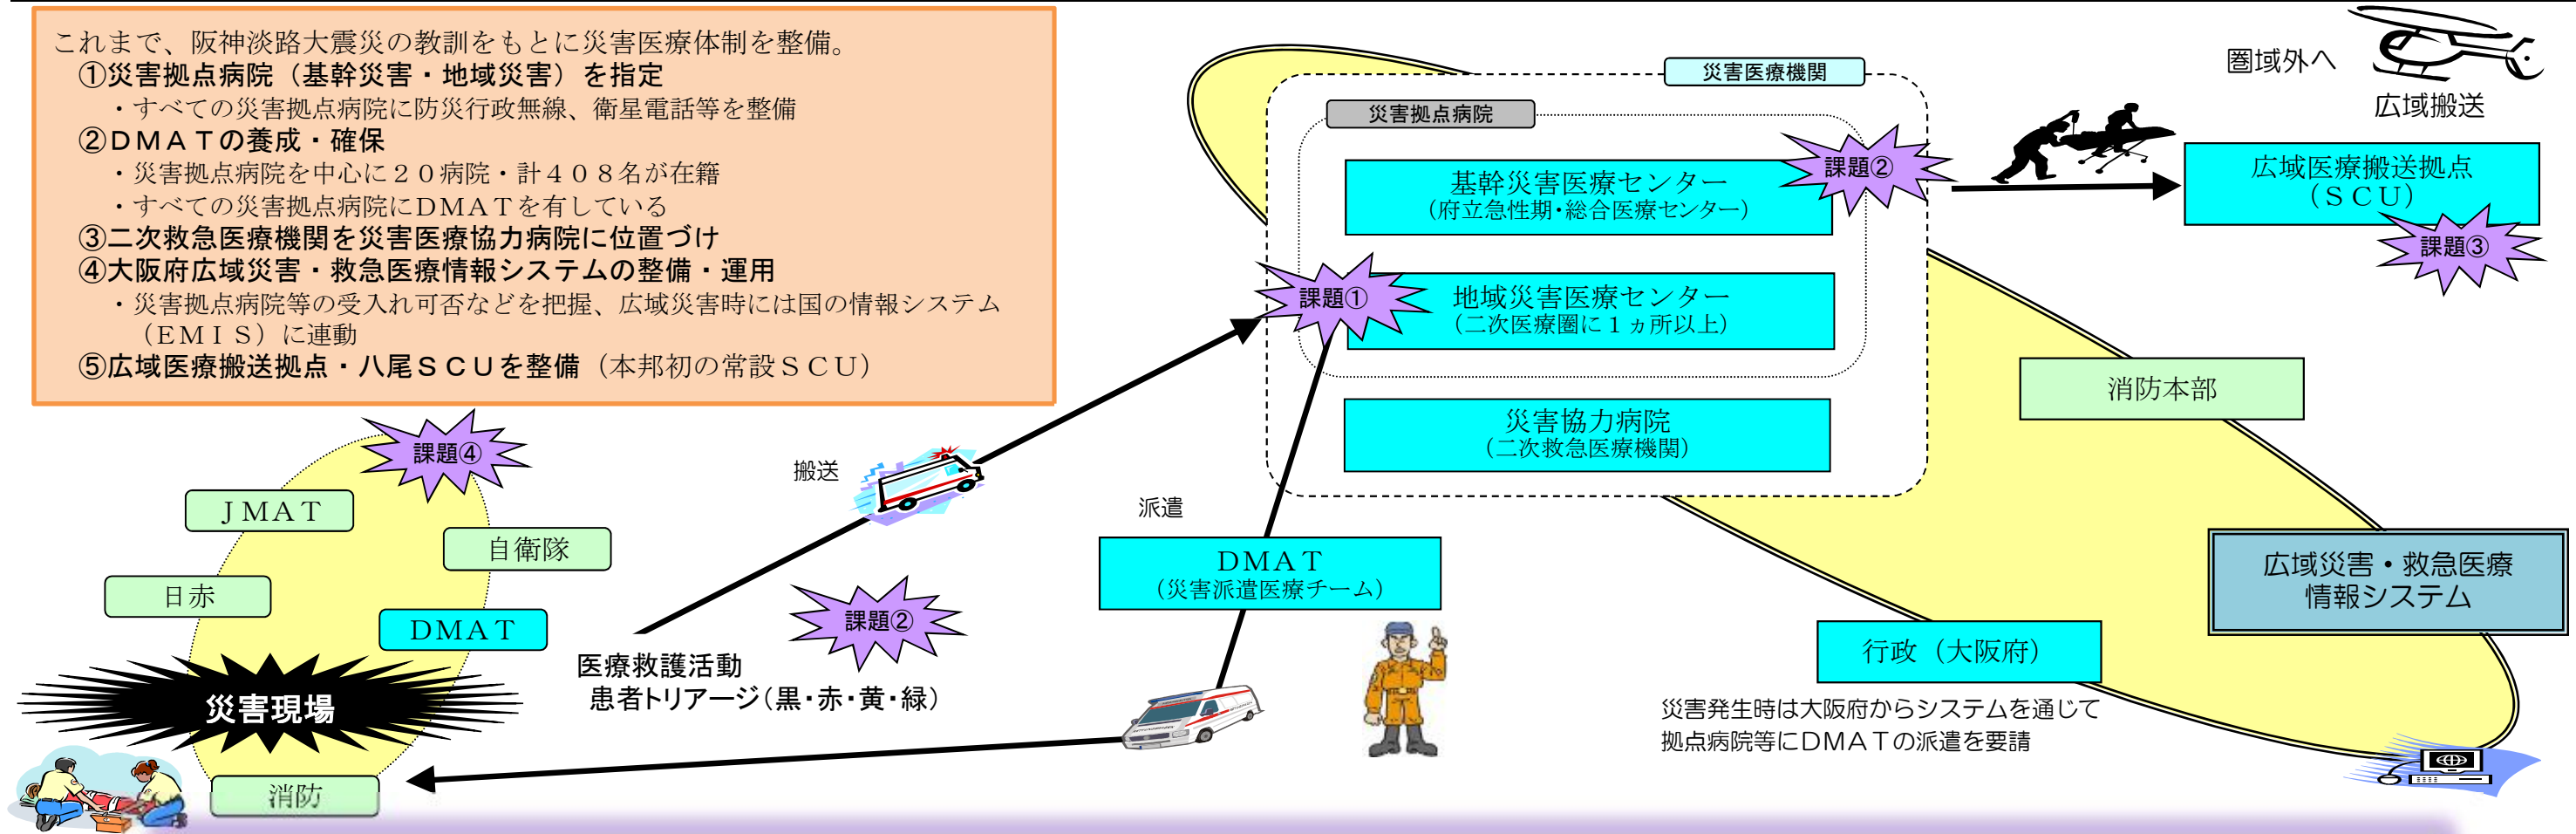 これまで、阪神淡路大震災の教訓をもとに災害医療体制を整備。
①災害拠点病院（基幹災害・地域災害）を指定
・すべての災害拠点病院に防災行政無線、衛星電話等を整備
②ＤＭＡＴの養成・確保
・災害拠点病院を中心に２０病院・計４０８名が在籍
・すべての災害拠点病院にDMATを有している
③二次救急医療機関を災害医療協力病院に位置づけ
④大阪府広域災害・救急医療情報システムの整備・運用
・災害拠点病院等の受入れ可否などを把握、広域災害時には国の情報システム
（ＥＭＩＳ）に連動
⑤広域医療搬送拠点・八尾ＳＣＵを整備（本邦初の常設ＳＣＵ）
圏域外へ
広域搬送
災害医療機関
災害拠点病院
基幹災害医療センター
（府立急性期・総合医療センター）
課題②
広域医療搬送拠点
（ＳＣＵ）
課題③
課題①
地域災害医療センター
（二次医療圏に１ヵ所以上）
災害協力病院
（二次救急医療機関）
消防本部
課題④
ＪＭＡＴ
自衛隊
日赤
ＤＭＡＴ
災害現場
消防
搬送
派遣
ＤＭＡＴ
（災害派遣医療チーム）
課題②
医療救護活動
患者トリアージ（黒・赤・黄・緑）
広域災害・救急医療
情報システム
行政（大阪府）
災害発生時は大阪府からシステムを通じて
拠点病院等にDMATの派遣を要請